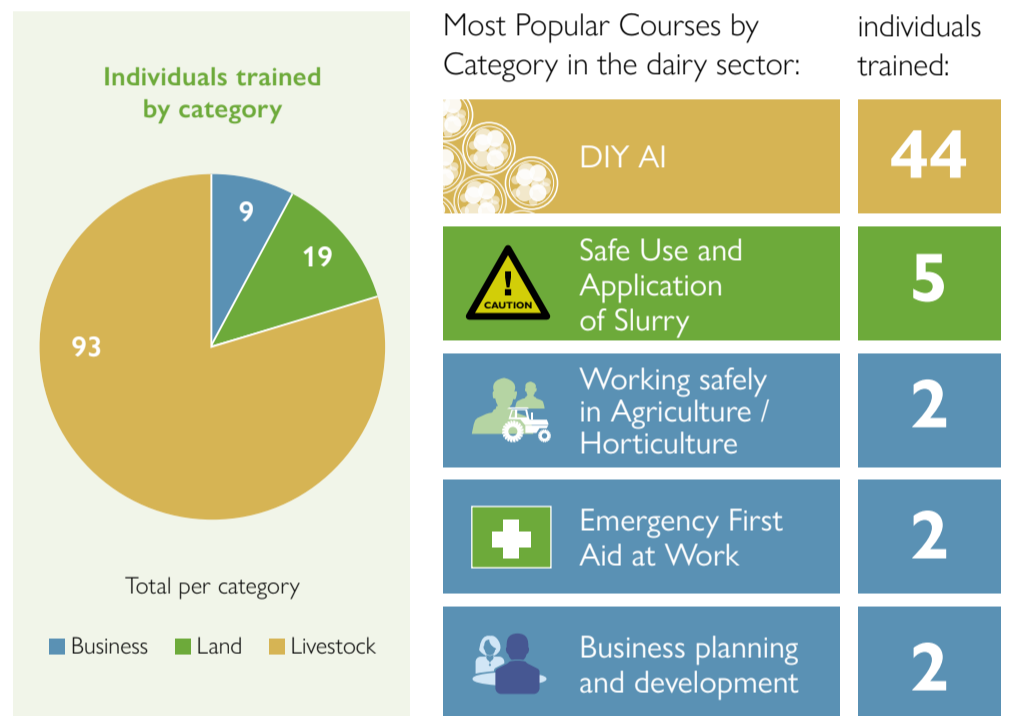 Individuals trained
by category
9
19
93
Total per category
Business
Land
Livestock
Most Popular Courses by
Category in the dairy sector:
individuals
trained:
DIY AI
44
CAUTION
!
Safe Use and
Application
of Slurry
5
Working safely
in Agriculture /
Horticulture
2
Emergency First
Aid at Work
2
Business planning
and development
2